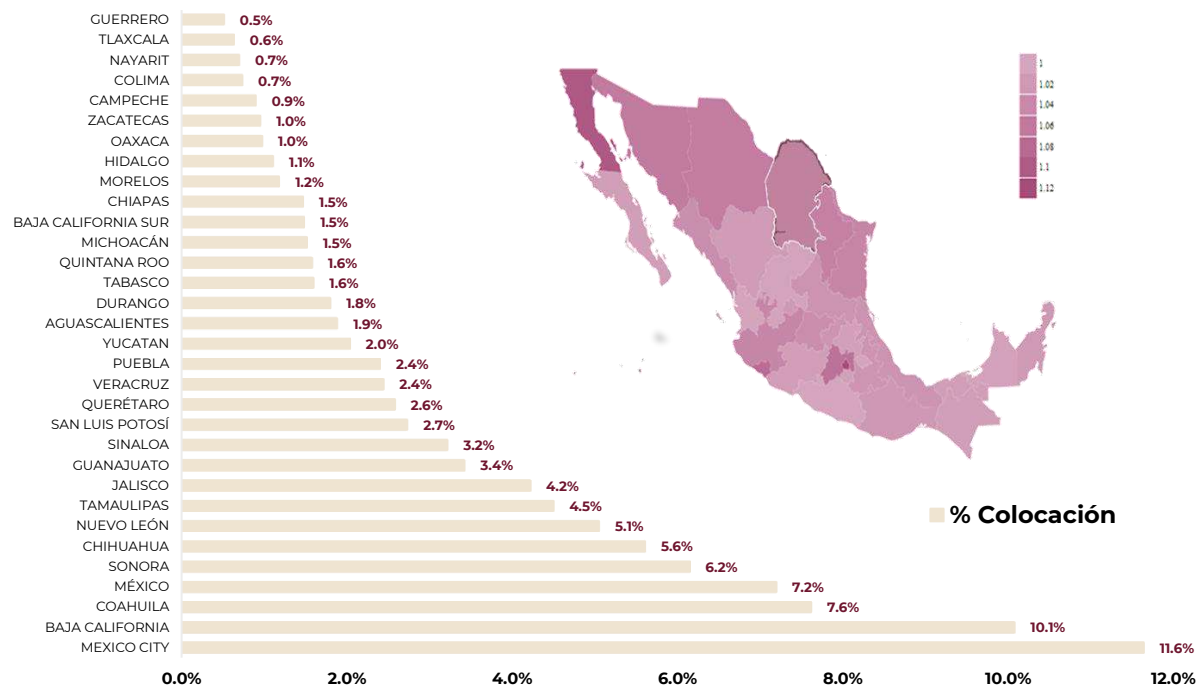 GUERRERO 0.5%
TLAXCALA 0.6%
NAYARIT 0.7%
COLIMA 0.7%
CAMPECHE 0.9%
ZACATECAS 1.0%
OAXACA 1.0%
HIDALGO 1.1%
MORELOS 1.2%
CHIAPAS 1.5%
BAJA CALIFORNIA SUR 1.5%
MICHOACÁN 1.5%
QUINTANA ROO 1.6%
TABASCO 1.6%
DURANGO 1.8%
AGUASCALIENTES 1.9%
YUCATAN 2.0%
PUEBLA 2.4%
VERACRUZ 2.4%
QUERÉTARO 2.6%
SAN LUIS POTOSÍ 2.7%
SINALOA 3.2%
GUANAJUATO 3.4%
JALISCO 4.2%
TAMAULIPAS 4.5%
NUEVO LEÓN 5.1%
CHIHUAHUA 5.6%
SONORA 6.2%
MÉXICO 7.2%
COAHUILA 7.6%
BAJA CALIFORNIA 10.1%
MEXICO CITY 11.6%
0.0% 2.0% 4.0% 6.0% 8.0% 10.0% 12.0%
1
1.02
1.04
1.06
1.08
1.1
1.12
% Colocación